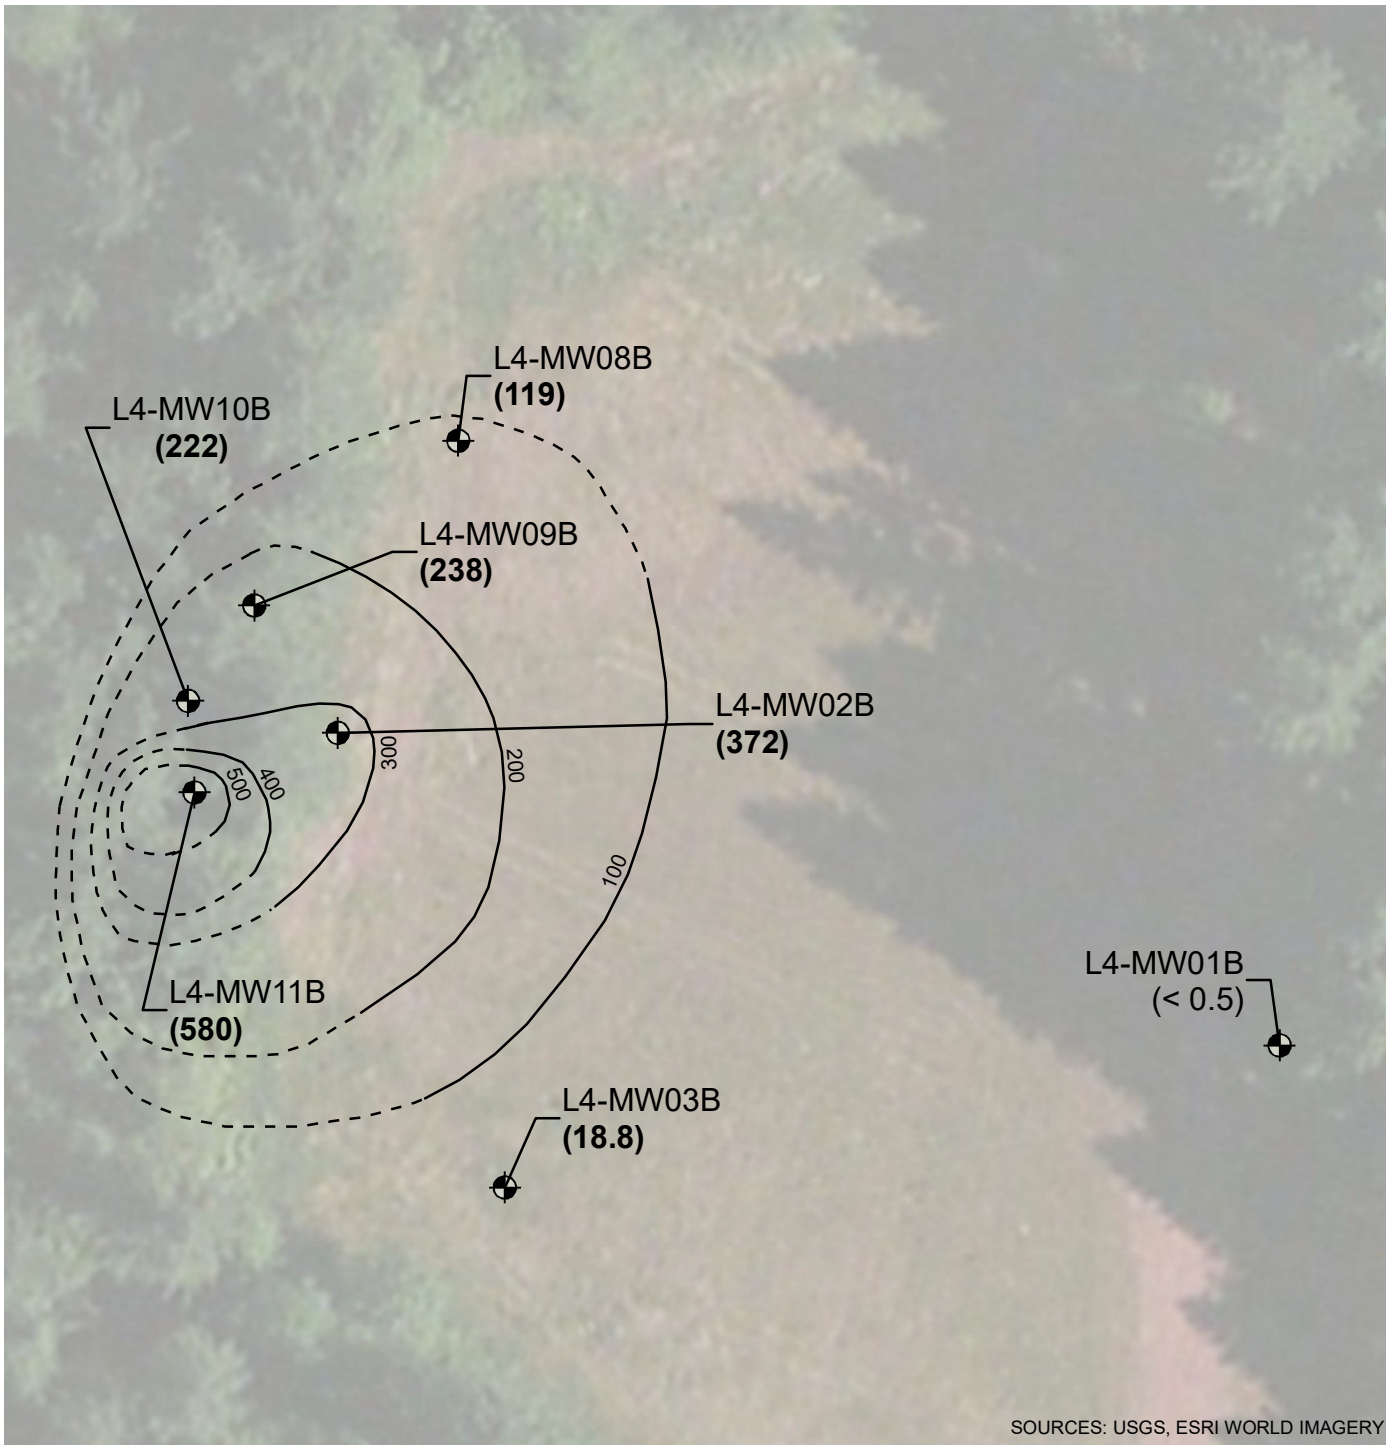 L4-MW08B
(119)
L4-MW10B
(222)
L4-MW09B
(238)
L4-MW02B
(372)
300
200
500
400
100
L4-MW01B
(< 0.5)
L4-MW11B
(580)
L4-MW03B
(18.8)
SOURCES: USGS, ESRI WORLD IMAGERY